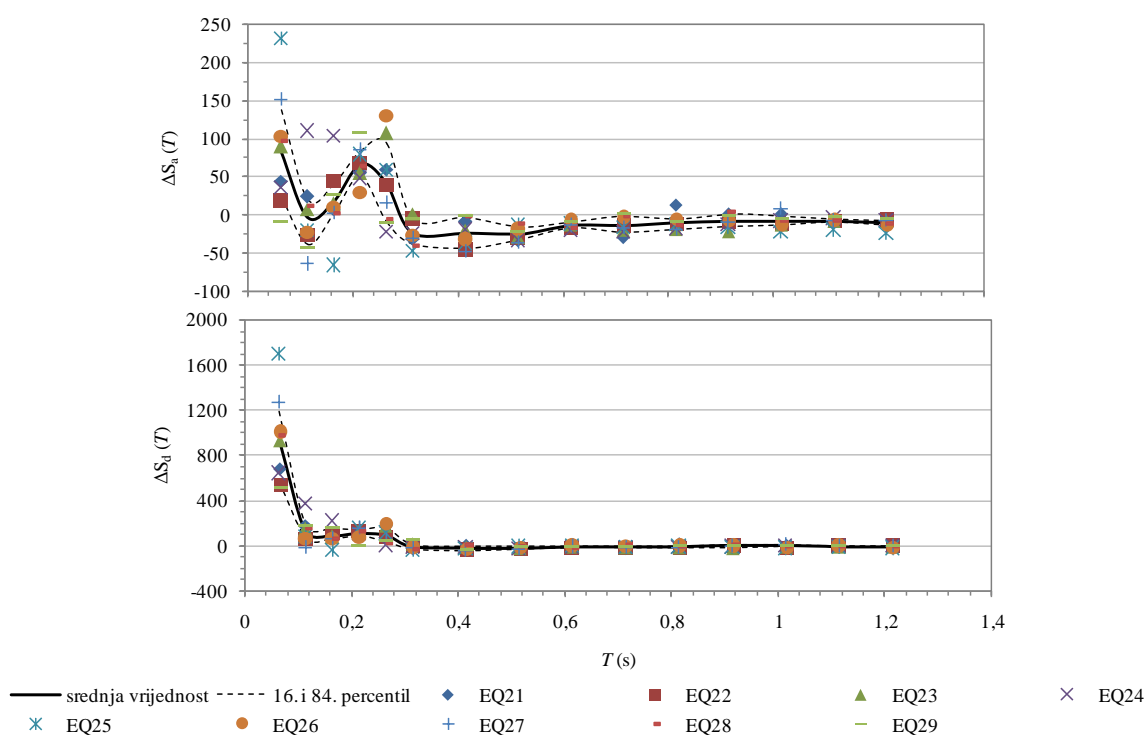 250
200
150
100
50
0
-50
-100
ΔSa (T)
2000
1600
1200
800
400
0
-400
ΔSd (T)
0 0,2 0,4 0,6 0,8 1 1,2 1,4
T (s)
srednja vrijednost 16. i 84. percentil EQ21 EQ22 EQ23 EQ24
EQ25 EQ26 EQ27 EQ28 EQ29